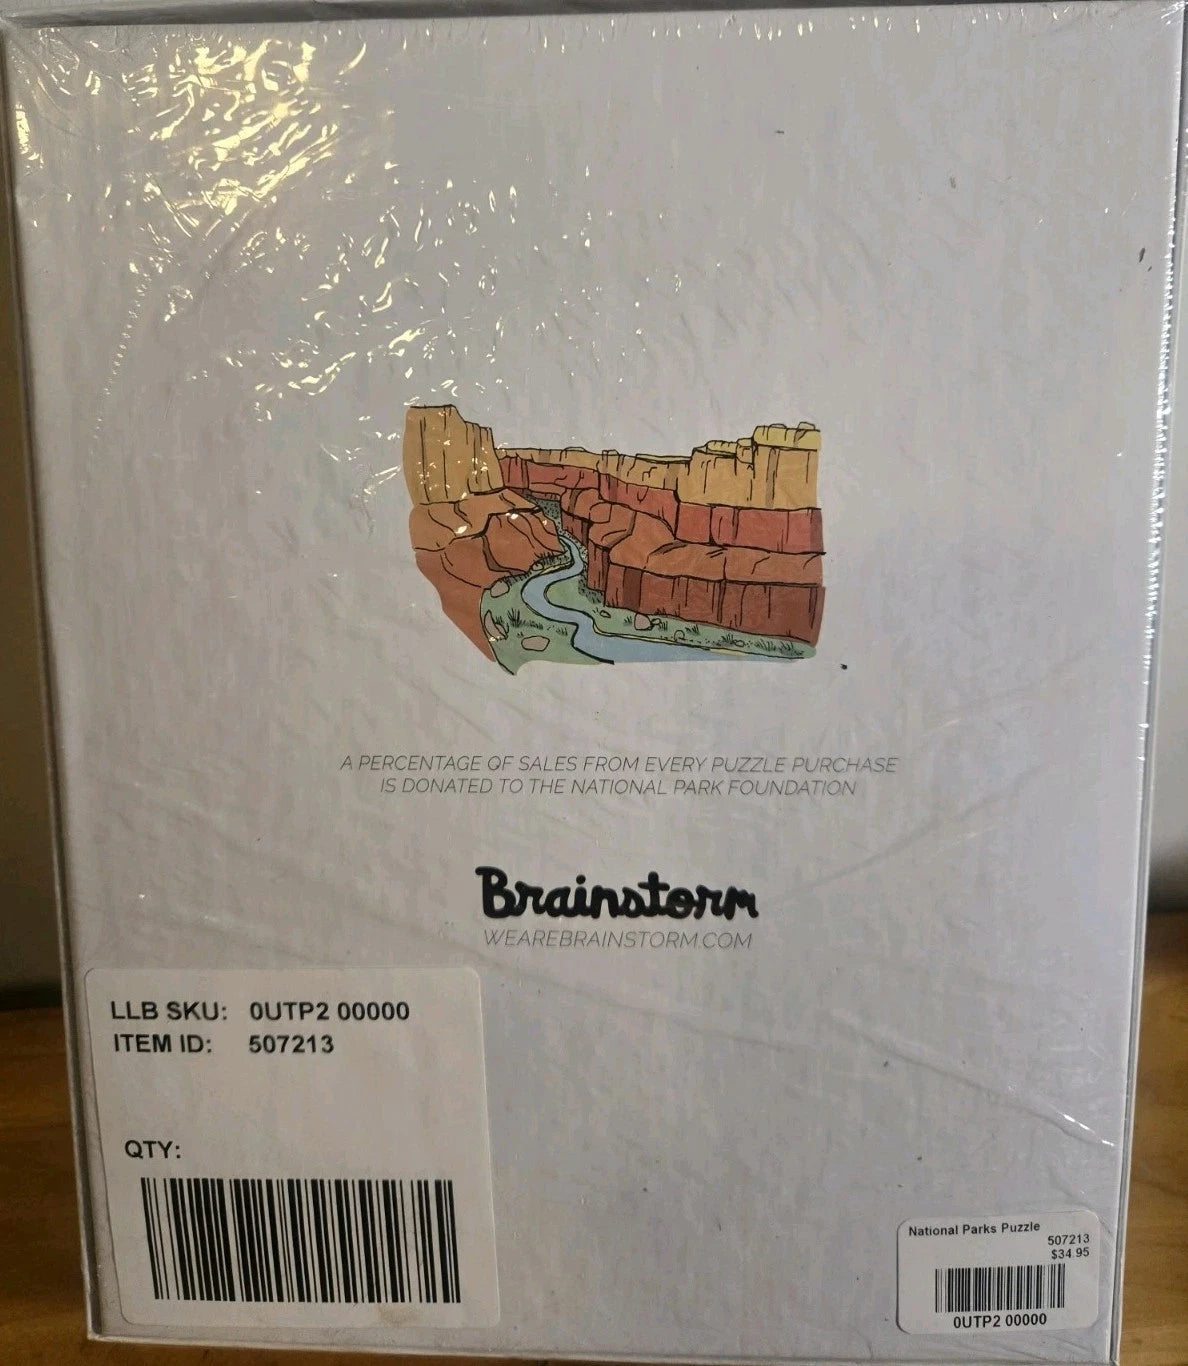 A PERCENTAGE OF SALES FROM EVERY PUZZLE PURCHASE
IS DONATED TO THE NATIONAL PARK FOUNDATION
Brainstorm
WEAREBRAINSTORM.COM
LLB SKU: 0UTP2 00000
ITEM ID: 507213
QTY:
National Parks Puzzle
507213
$34.95
0UTP2 00000